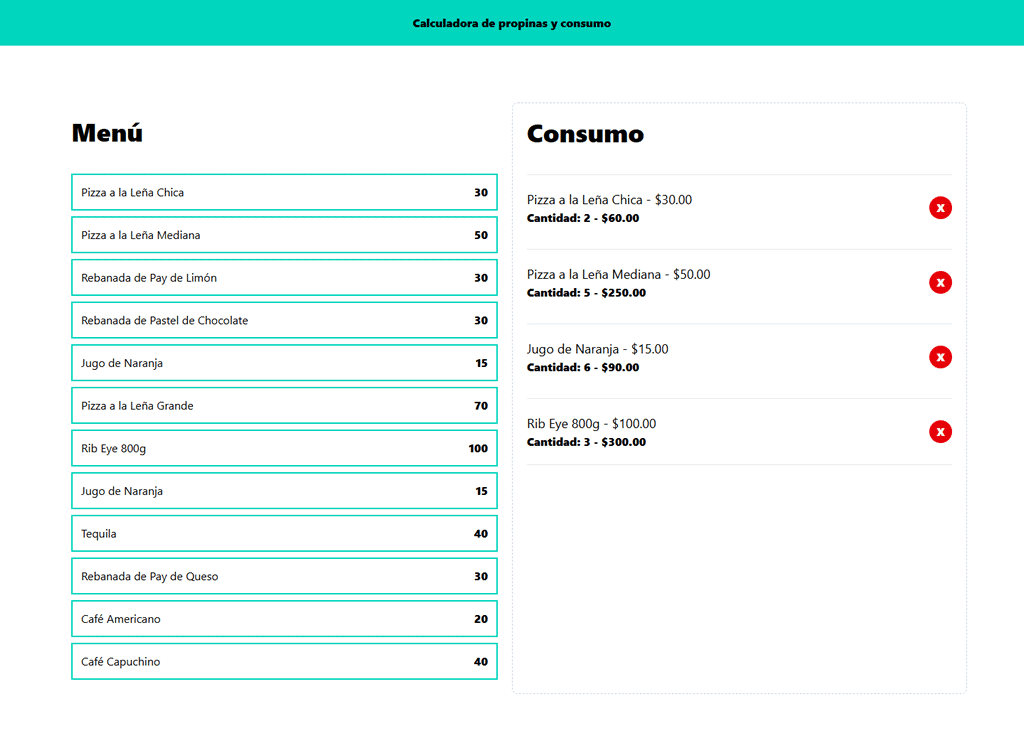 Calculadora de propinas y consumo
Menú
Pizza a la Leña Chica 30
Pizza a la Leña Mediana 50
Rebanada de Pay de Limón 30
Rebanada de Pastel de Chocolate 30
Jugo de Naranja 15
Pizza a la Leña Grande 70
Rib Eye 800g 100
Jugo de Naranja 15
Tequila 40
Rebanada de Pay de Queso 30
Café Americano 20
Café Capuchino 40
Consumo
Pizza a la Leña Chica - $30.00
Cantidad: 2 - $60.00
X
Pizza a la Leña Mediana - $50.00
Cantidad: 5 - $250.00
X
Jugo de Naranja - $15.00
Cantidad: 6 - $90.00
X
Rib Eye 800g - $100.00
Cantidad: 3 - $300.00
X